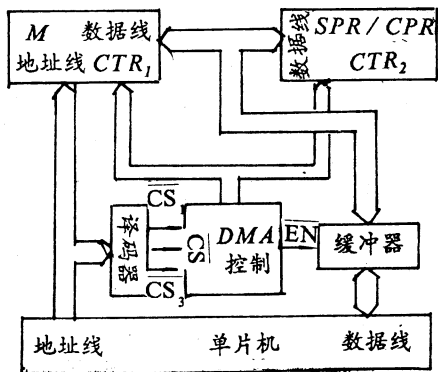 M 数据线
地址线 CTR₁
数据线
SPR / CPR
CTR₂
译码器
CS
CS
CS₃
DMA
控制
EN
缓冲器
地址线 单片机 数据线